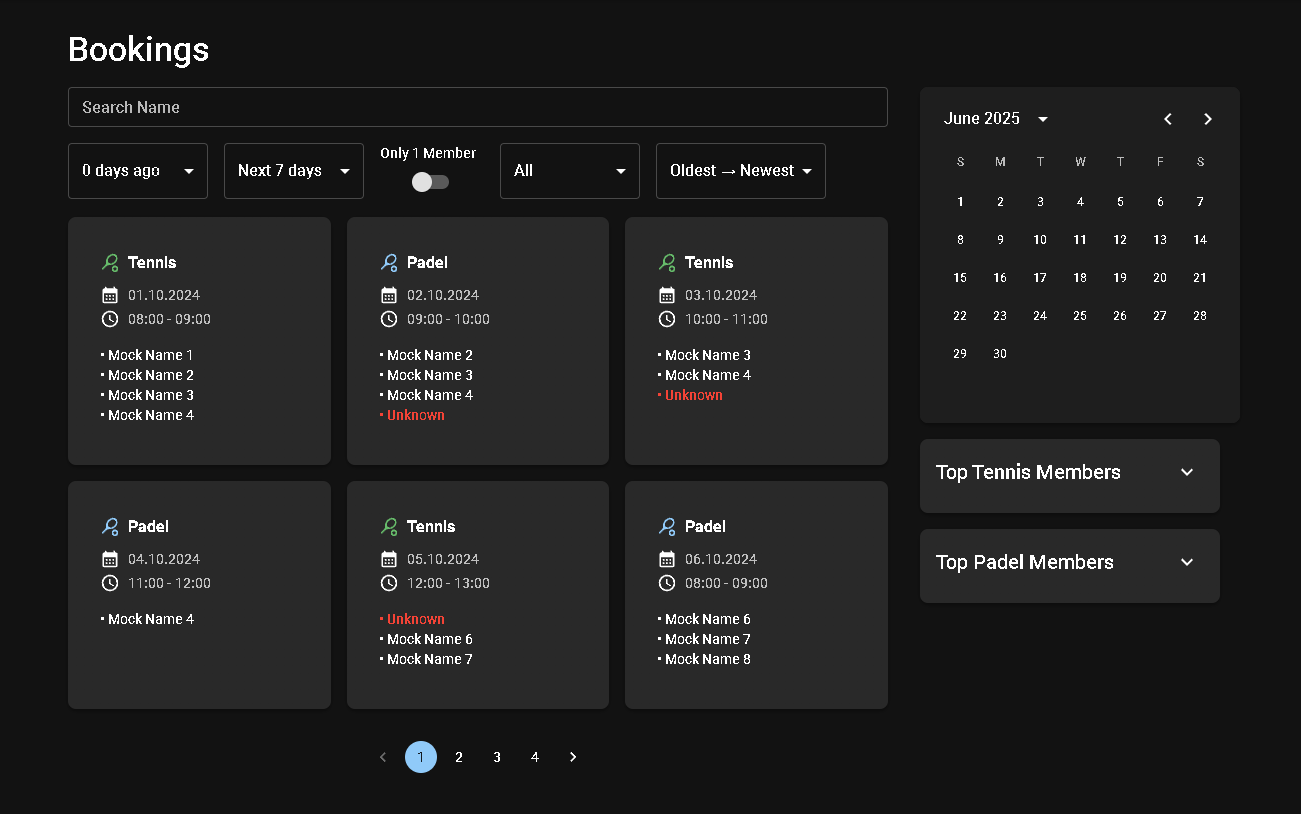 Bookings
Search Name
0 days ago
Next 7 days
Only 1 Member
All
Oldest → Newest
Tennis
01.10.2024
08:00 - 09:00
• Mock Name 1
• Mock Name 2
• Mock Name 3
• Mock Name 4
Padel
02.10.2024
09:00 - 10:00
• Mock Name 2
• Mock Name 3
• Mock Name 4
• Unknown
Tennis
03.10.2024
10:00 - 11:00
• Mock Name 3
• Mock Name 4
• Unknown
Padel
04.10.2024
11:00 - 12:00
• Mock Name 4
Tennis
05.10.2024
12:00 - 13:00
• Unknown
• Mock Name 6
• Mock Name 7
Padel
06.10.2024
08:00 - 09:00
• Mock Name 6
• Mock Name 7
• Mock Name 8
1 2 3 4
June 2025
S M T W T F S
1 2 3 4 5 6 7
8 9 10 11 12 13 14
15 16 17 18 19 20 21
22 23 24 25 26 27 28
29 30
Top Tennis Members
Top Padel Members